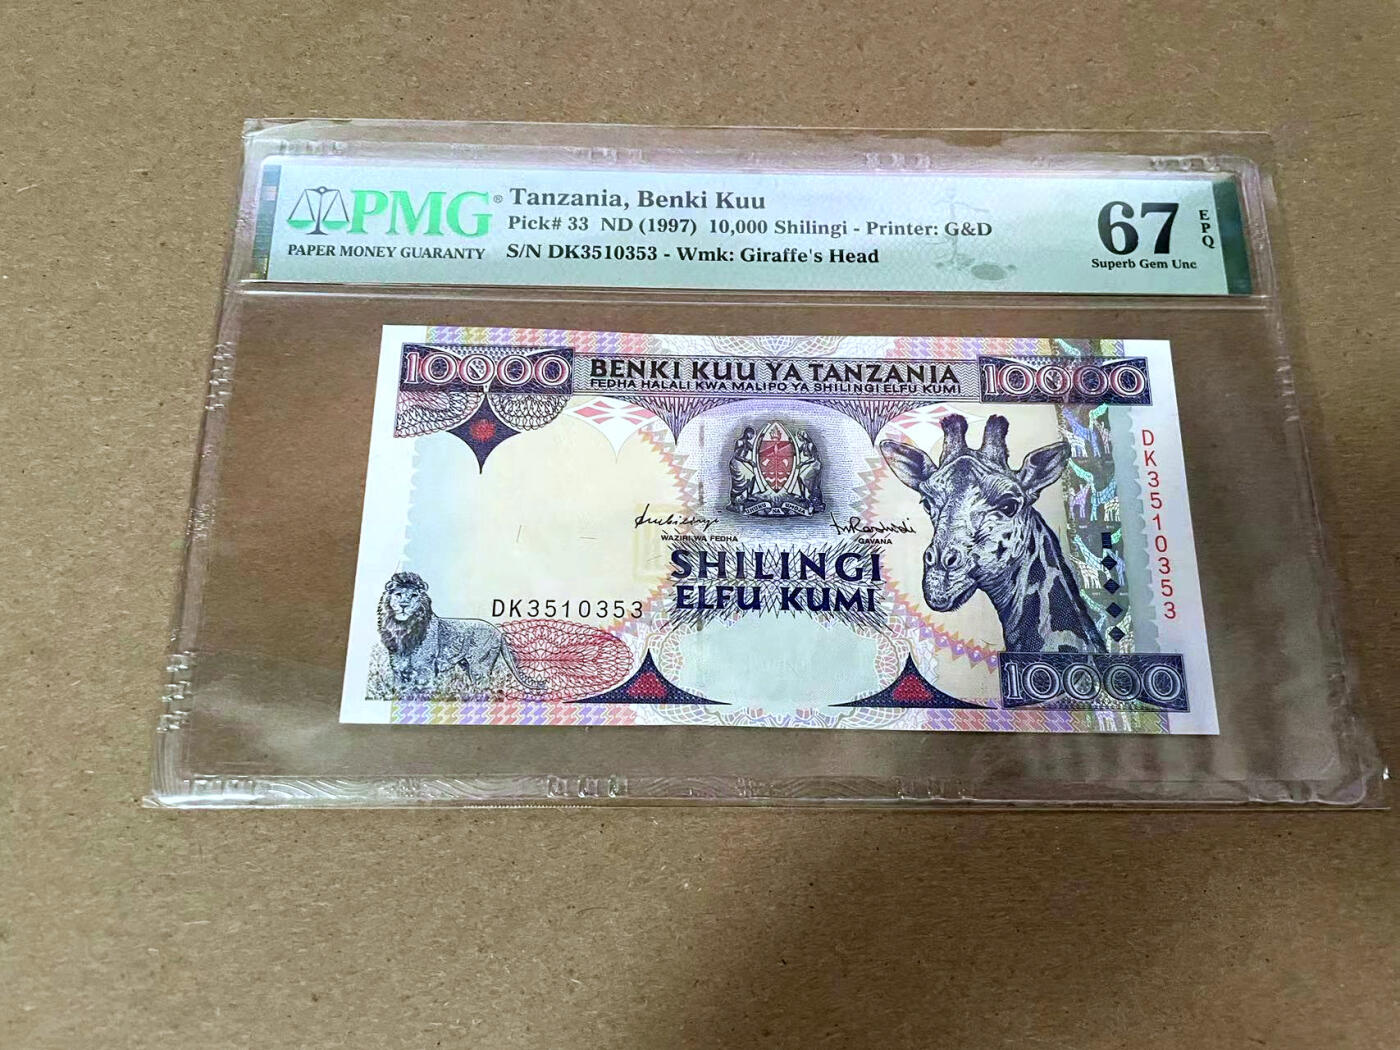 PMG®
PAPER MONEY GUARANTY
Tanzania, Benki Kuu
Pick# 33 ND (1997) 10,000 Shilingi - Printer: G&D
S/N DK3510353 - Wmk: Giraffe's Head
67
EPQ
Superb Gem Unc
10000
BENKI KUU YA TANZANIA
FEDHA HALALI KWA MALIPO YA SHILINGI ELFU KUMI
10000
WAZIRI WA FEDHA
GAVANA
SHILINGI
ELFU KUMI
DK3510353
DK3510353
10000